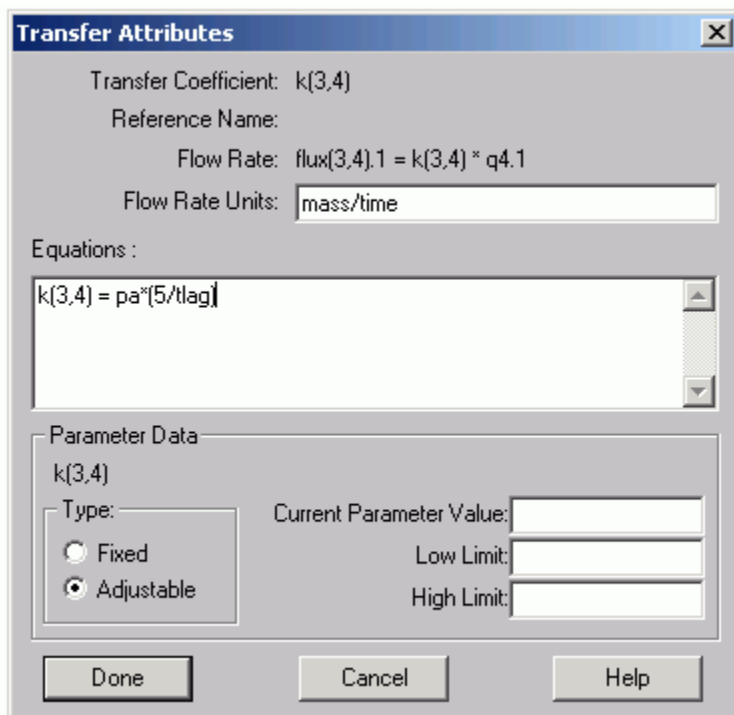 Transfer Attributes
Transfer Coefficient: k(3,4)
Reference Name:
Flow Rate: flux(3,4).1 = k(3,4) * q4.1
Flow Rate Units: mass/time
Equations :
k(3,4) = pa*(5/tlag)
Parameter Data
k(3,4)
Type:
Fixed
Adjustable
Current Parameter Value:
Low Limit:
High Limit:
Done Cancel Help